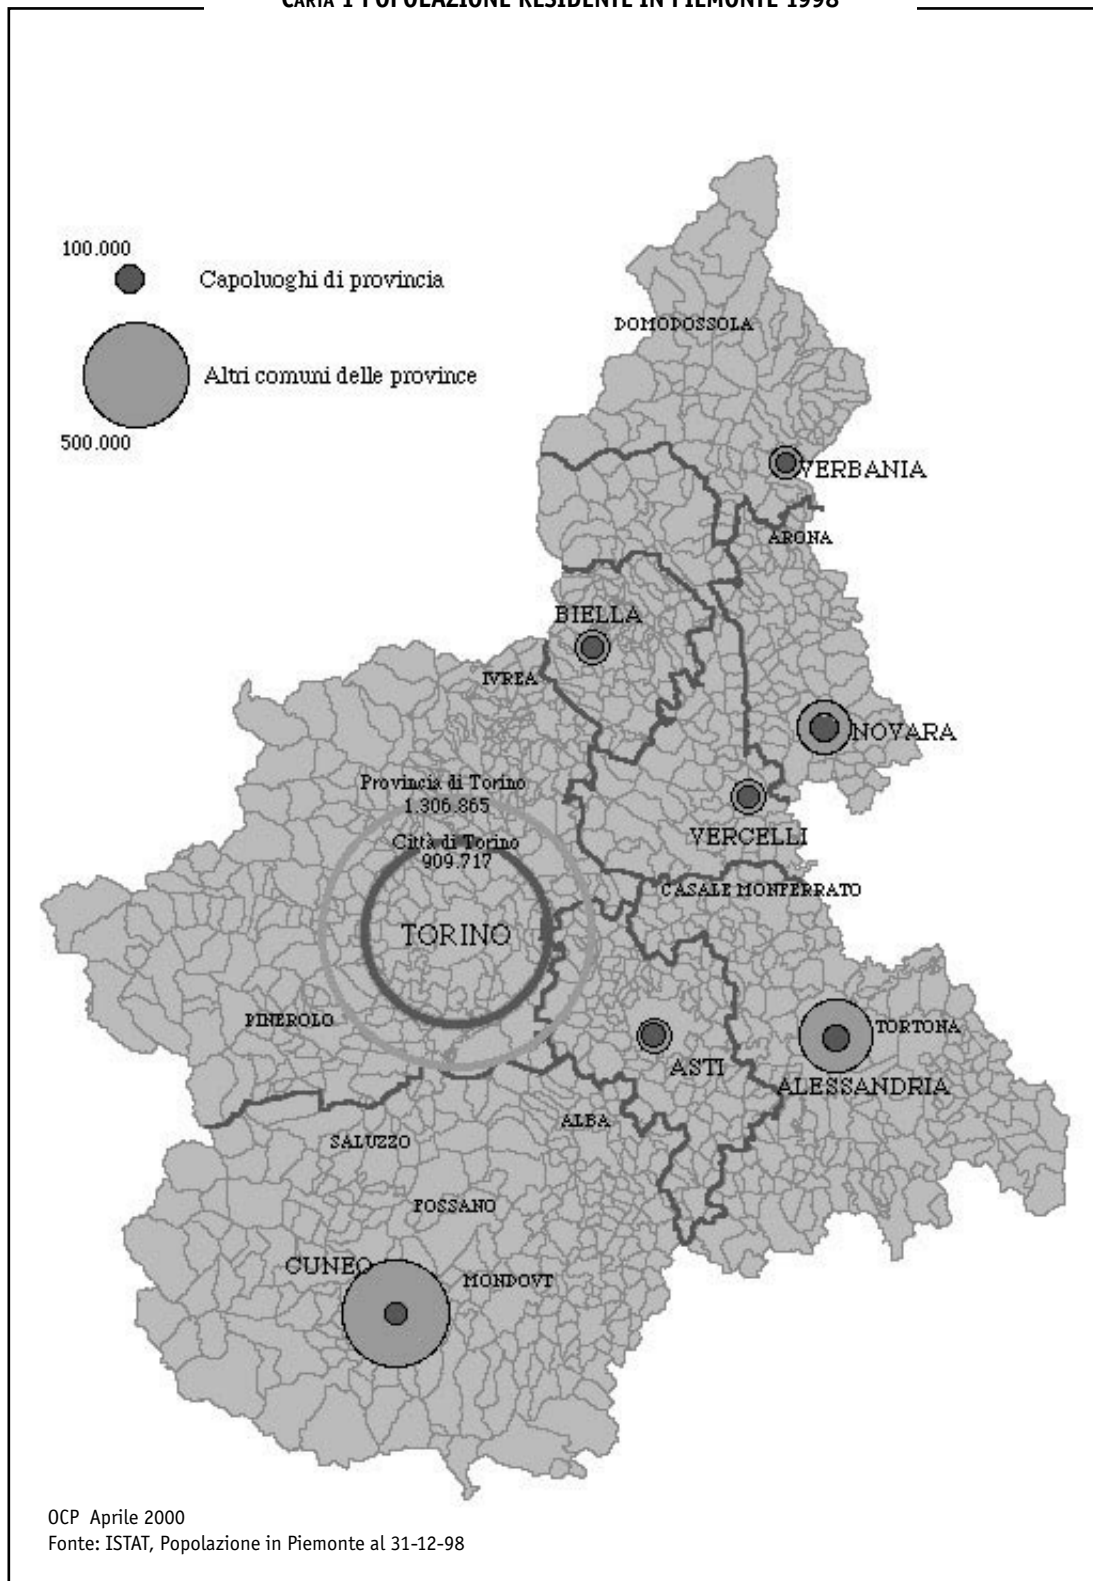 CARTA 1 POPOLAZIONE RESIDENTE IN PIEMONTE 1998
100.000
Capoluoghi di provincia
Altri comuni delle province
500.000
DOMODOSSOLA
VERBANIA
ARONA
BIELLA
IVREA
NOVARA
Provincia di Torino
1.306.865
Città di Torino
909.717
VERCELLI
CASALE MONFERRATO
TORINO
PINEROLO
TORTONA
ASTI
ALESSANDRIA
ALBA
SALUZZO
FOSSANO
CUNEO
MONDOVI
OCP Aprile 2000
Fonte: ISTAT, Popolazione in Piemonte al 31-12-98